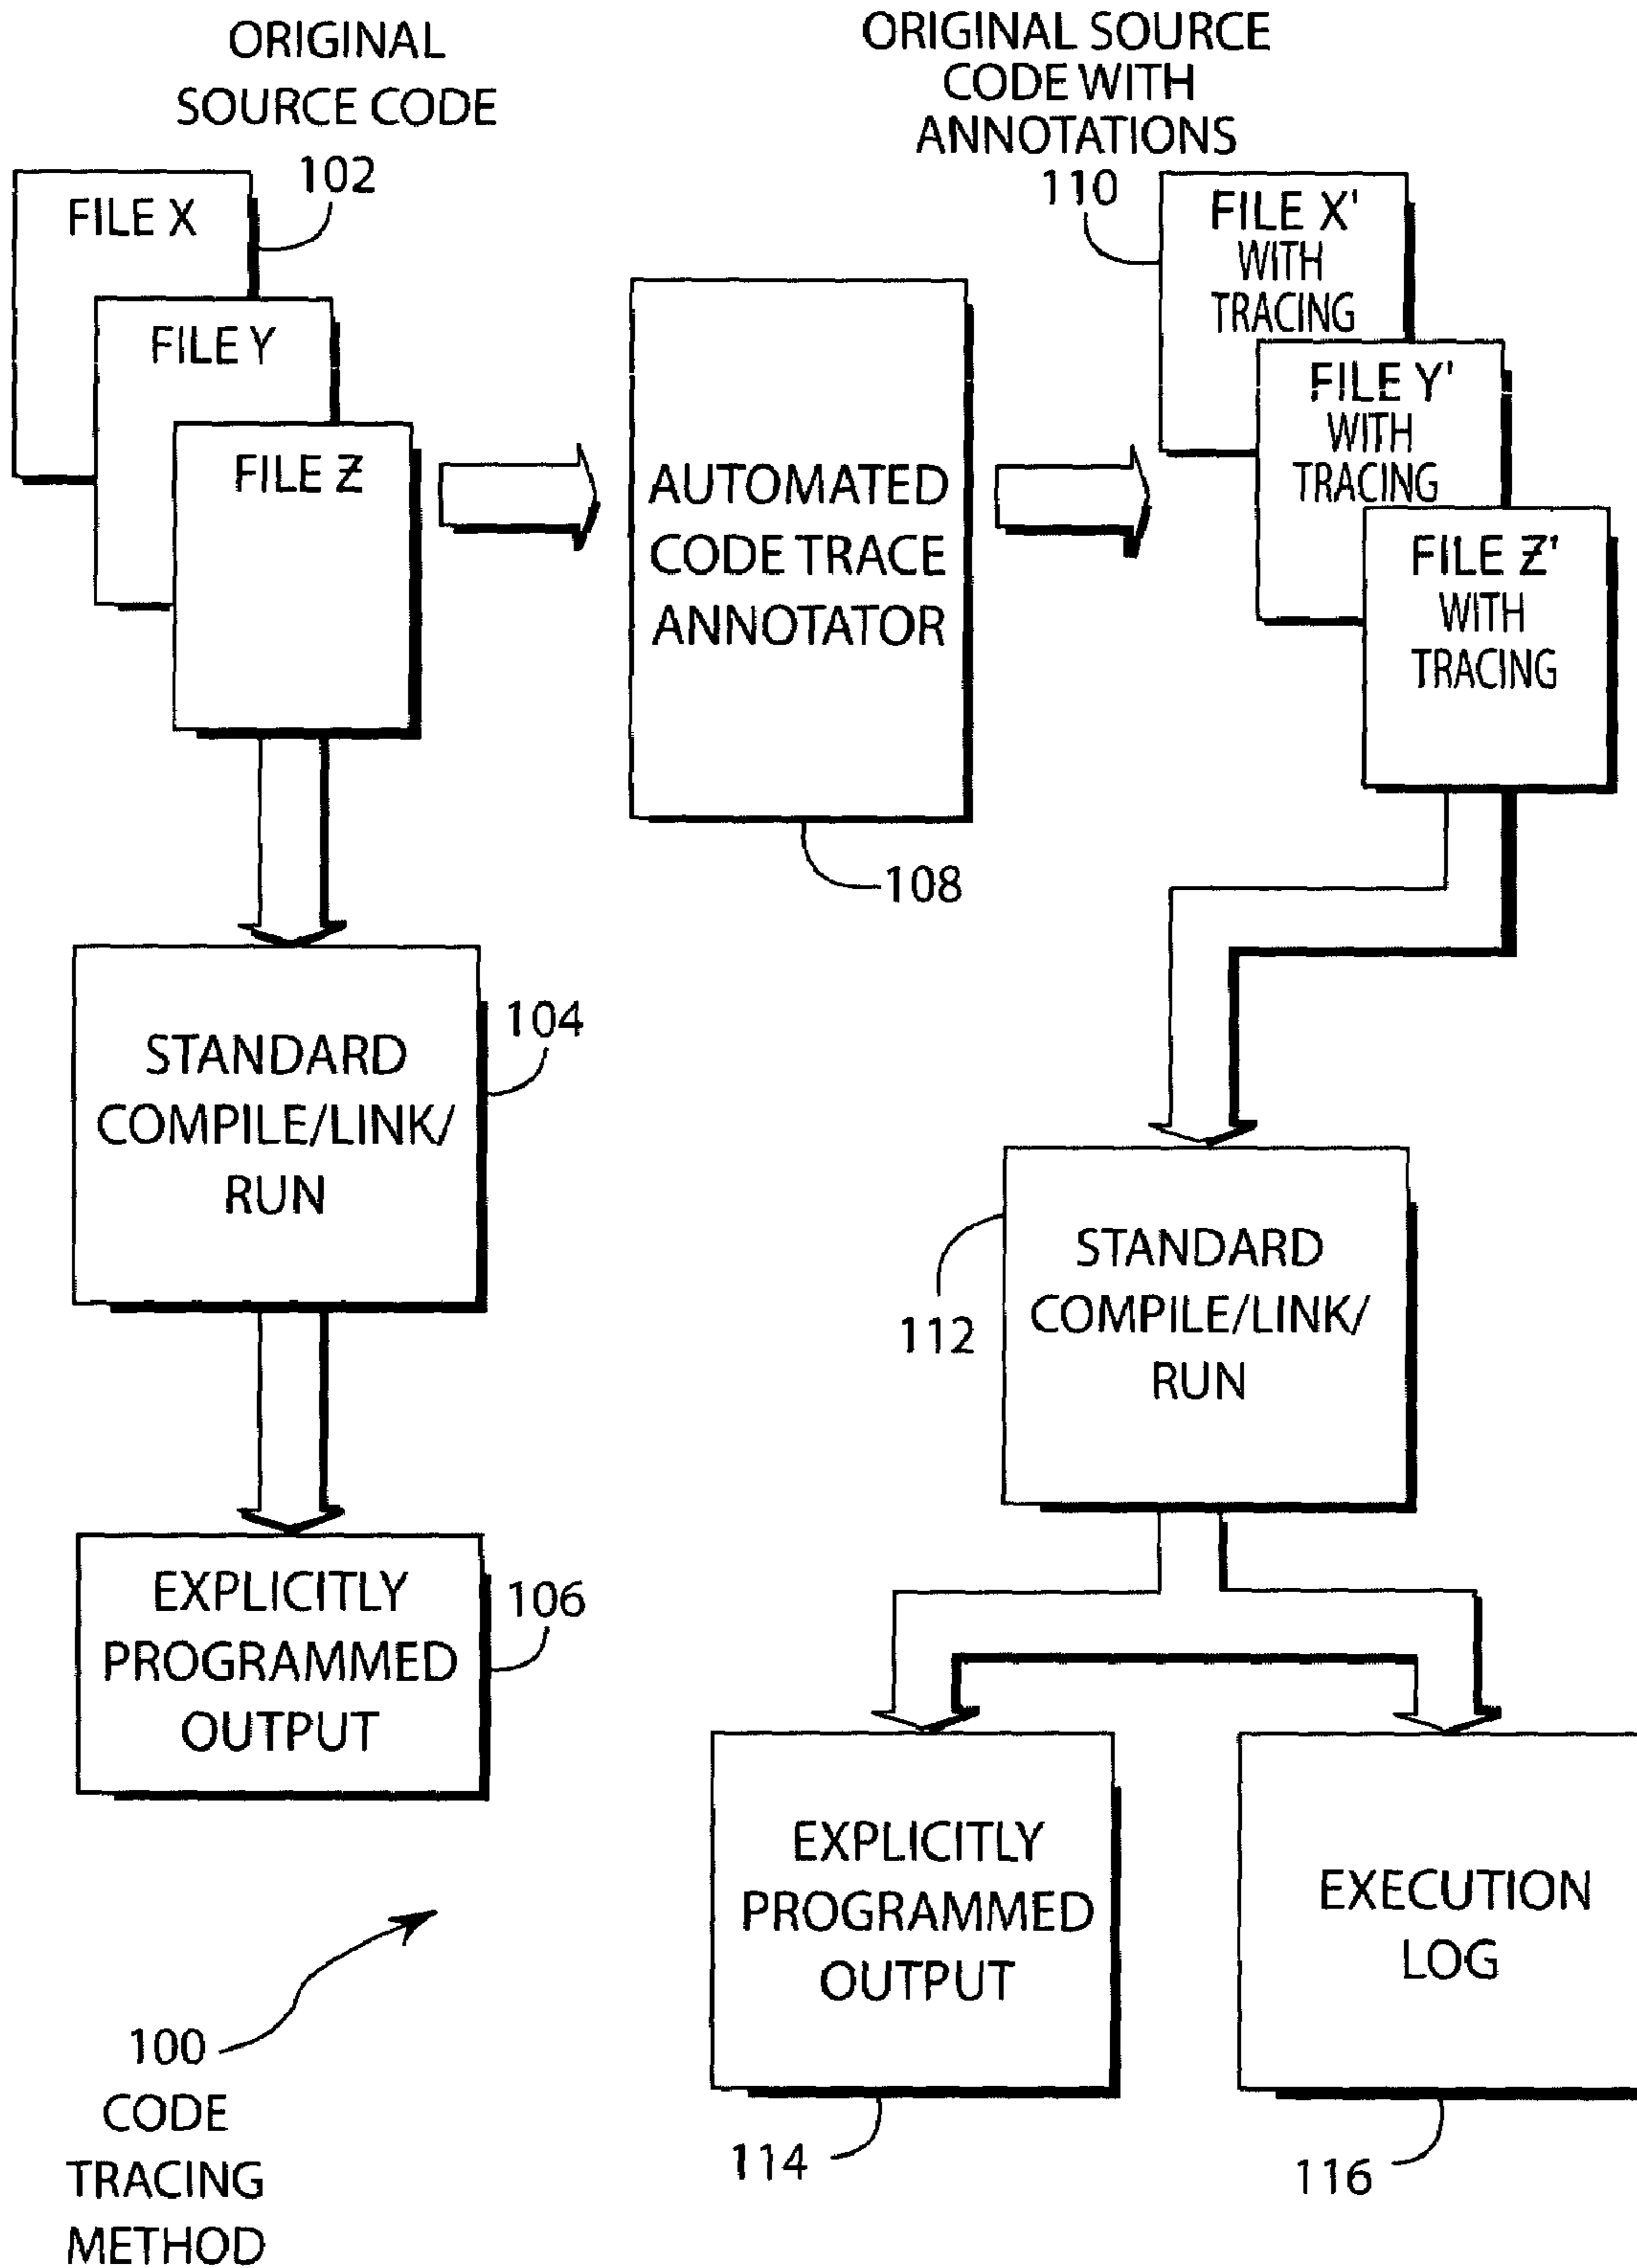 ORIGINAL
SOURCE CODE
102
FILE X
FILE Y
FILE Z
ORIGINAL SOURCE
CODE WITH
ANNOTATIONS
110
FILE X'
WITH
TRACING
FILE Y'
WITH
TRACING
FILE Z'
WITH
TRACING
AUTOMATED
CODE TRACE
ANNOTATOR
108
STANDARD
COMPILE/LINK/
RUN
104
EXPLICITLY
PROGRAMMED
OUTPUT
106
STANDARD
COMPILE/LINK/
RUN
112
EXPLICITLY
PROGRAMMED
OUTPUT
114
EXECUTION
LOG
116
100
CODE
TRACING
METHOD